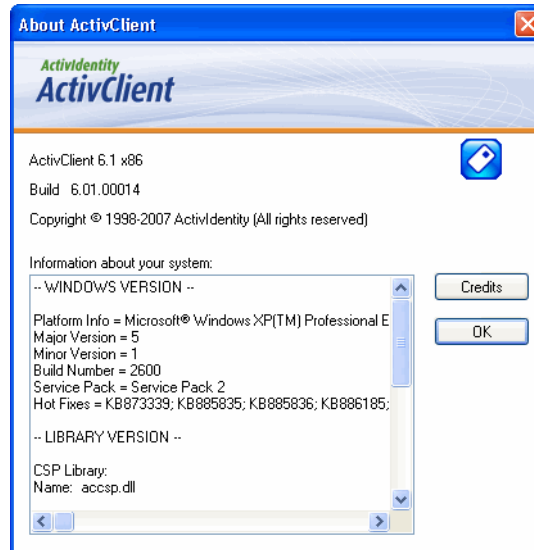 About ActivClient
ActivIdentity
ActivClient
ActivClient 6.1 x86
Build 6.01.00014
Copyright © 1998-2007 ActivIdentity (All rights reserved)
Information about your system:
-- WINDOWS VERSION --
Platform Info = Microsoft® Windows XP(TM) Professional E
Major Version = 5
Minor Version = 1
Build Number = 2600
Service Pack = Service Pack 2
Hot Fixes = KB873339; KB885835; KB885836; KB886185;
-- LIBRARY VERSION --
CSP Library:
Name: accsp.dll
Credits
OK